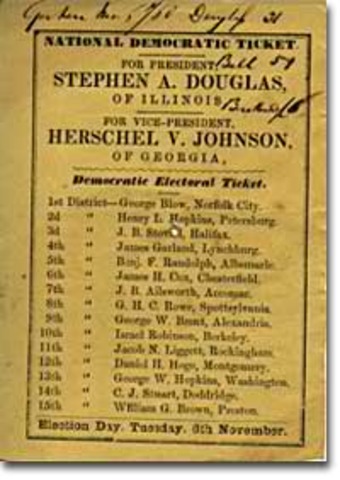 Douglas 21
NATIONAL DEMOCRATIC TICKET.
Bell 51
FOR PRESIDENT,
STEPHEN A. DOUGLAS,
OF ILLINOIS
FOR VICE-PRESIDENT,
HERSCHEL V. JOHNSON,
OF GEORGIA,
Democratic Electoral Ticket.
1st District—George Blow, Norfolk City.
2d " Henry L. Hopkins, Petersburg.
3d " J. B. Halifax.
4th " James Garland, Lynchburg.
5th " Benj. F. Randolph, Albemarle.
6th " James H. Cox, Chesterfield.
7th " J. B. Ailsworth, Accomac.
8th " G. H. C. Rowe, Spottsylvania.
9th " George W. Brent, Alexandria.
10th " Israel Robinson, Berkeley.
11th " Jacob N. Liggett, Rockingham.
12th " Daniel H. Hoge, Montgomery.
13th " George W. Hopkins, Washington.
14th " C. J. Stuart, Doddridge.
15th " William G. Brown, Preston.
Election Day, Tuesday, 6th November.